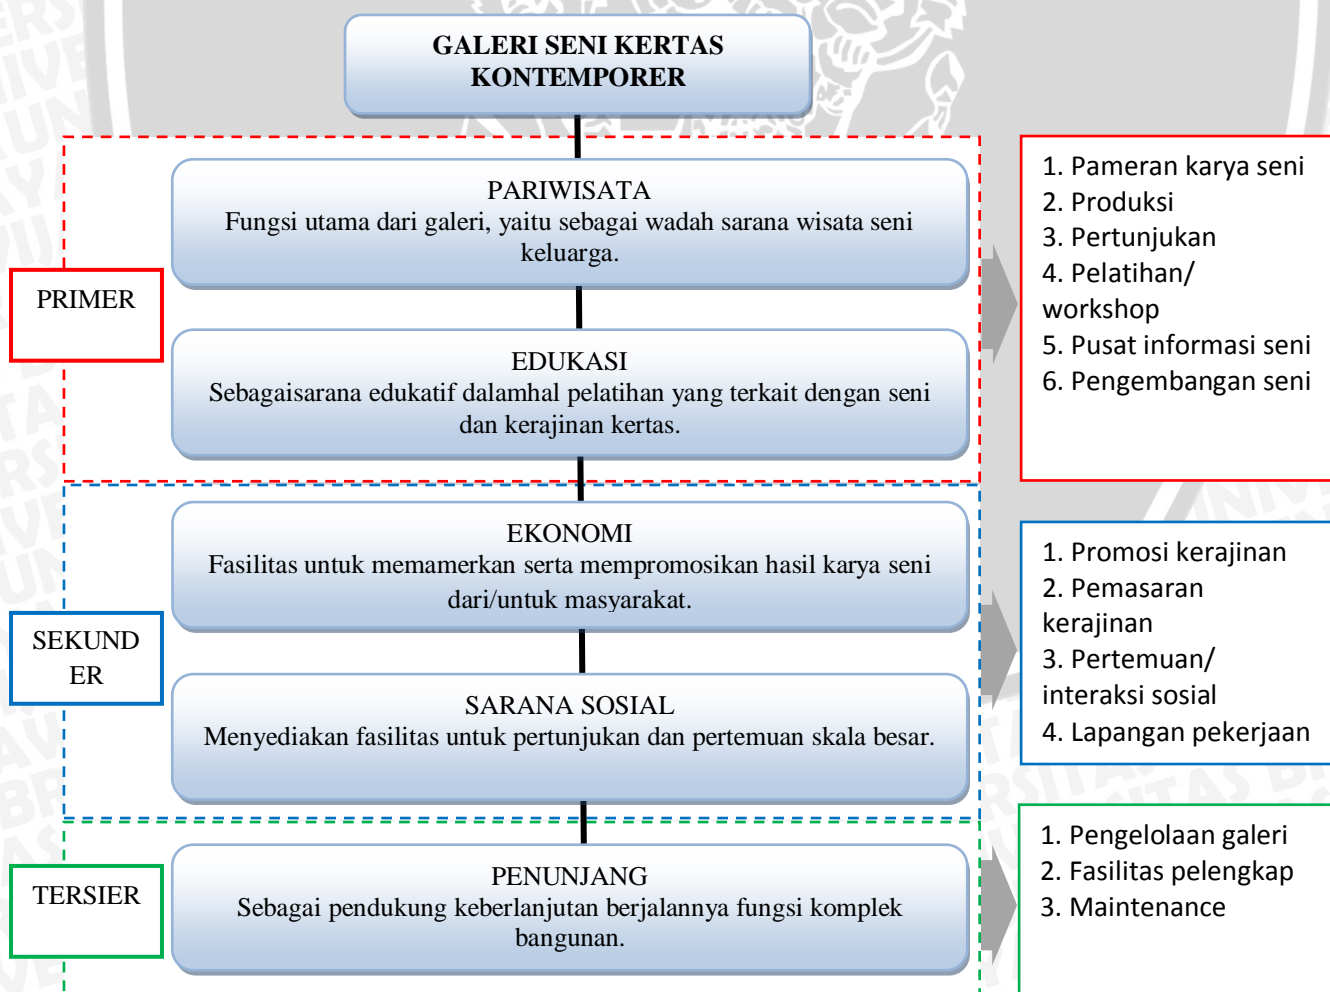 GALERI SENI KERTAS
KONTEMPORER
PRIMER
PARIWISATA
Fungsi utama dari galeri, yaitu sebagai wadah sarana wisata seni
keluarga.
EDUKASI
Sebagaisarana edukatif dalamhal pelatihan yang terkait dengan seni
dan kerajinan kertas.
1. Pameran karya seni
2. Produksi
3. Pertunjukan
4. Pelatihan/
workshop
5. Pusat informasi seni
6. Pengembangan seni
SEKUND
ER
EKONOMI
Fasilitas untuk memamerkan serta mempromosikan hasil karya seni
dari/untuk masyarakat.
SARANA SOSIAL
Menyediakan fasilitas untuk pertunjukan dan pertemuan skala besar.
1. Promosi kerajinan
2. Pemasaran
kerajinan
3. Pertemuan/
interaksi sosial
4. Lapangan pekerjaan
TERSIER
PENUNJANG
Sebagai pendukung keberlanjutan berjalannya fungsi komplek
bangunan.
1. Pengelolaan galeri
2. Fasilitas pelengkap
3. Maintenance